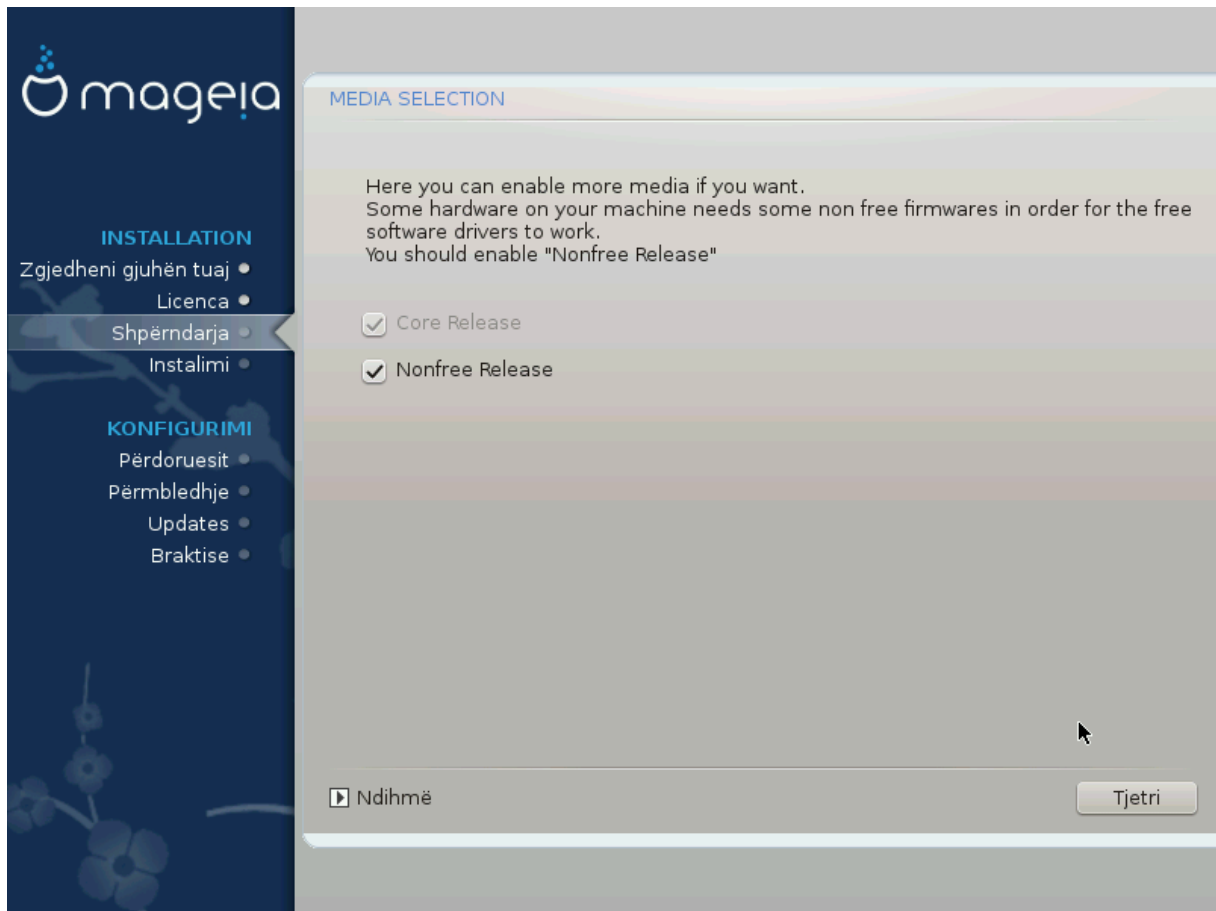 mageia
INSTALLATION
Zgjedheni gjuhën tuaj
Licenca
Shpërndarja
Instalimi
KONFIGURIMI
Përdoruesit
Përmbledhje
Updates
Braktise
MEDIA SELECTION
Here you can enable more media if you want.
Some hardware on your machine needs some non free firmwares in order for the free
software drivers to work.
You should enable "Nonfree Release"
Core Release
Nonfree Release
Ndihmë
Tjetri